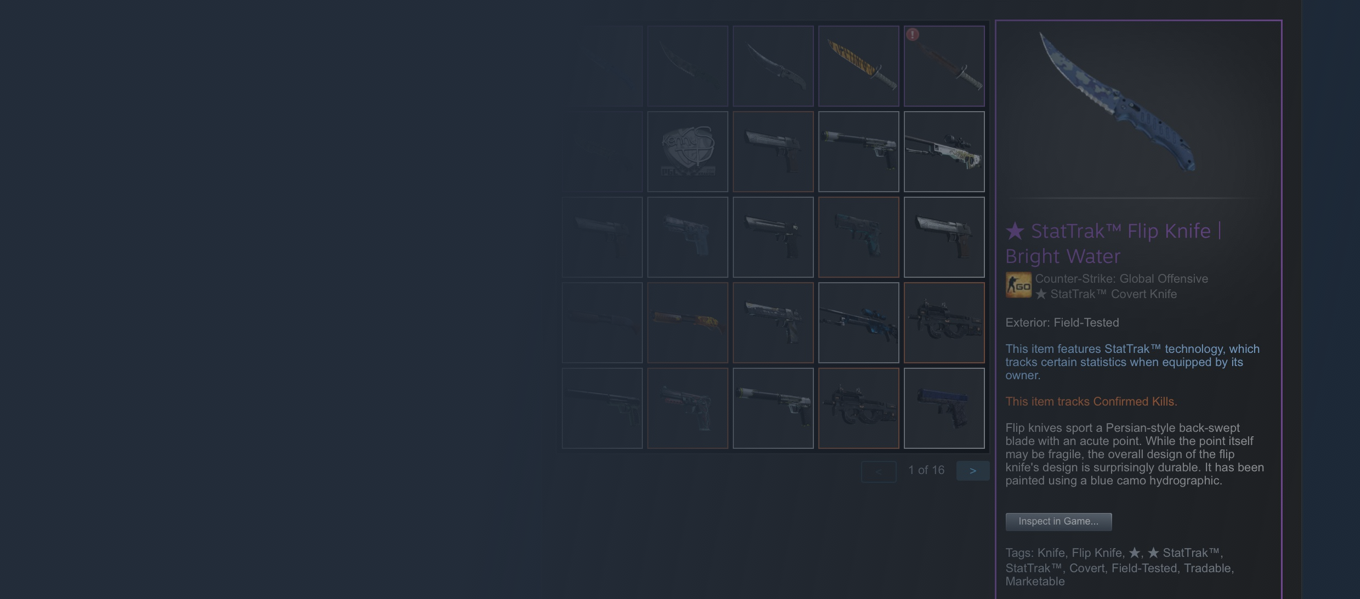 !
★ StatTrak™ Flip Knife |
Bright Water
GO
Counter-Strike: Global Offensive
★ StatTrak™ Covert Knife
Exterior: Field-Tested
This item features StatTrak™ technology, which
tracks certain statistics when equipped by its
owner.
This item tracks Confirmed Kills.
Flip knives sport a Persian-style back-swept
blade with an acute point. While the point itself
may be fragile, the overall design of the flip
knife's design is surprisingly durable. It has been
painted using a blue camo hydrographic.
< 1 of 16 >
Inspect in Game...
Tags: Knife, Flip Knife, ★, ★ StatTrak™,
StatTrak™, Covert, Field-Tested, Tradable,
Marketable